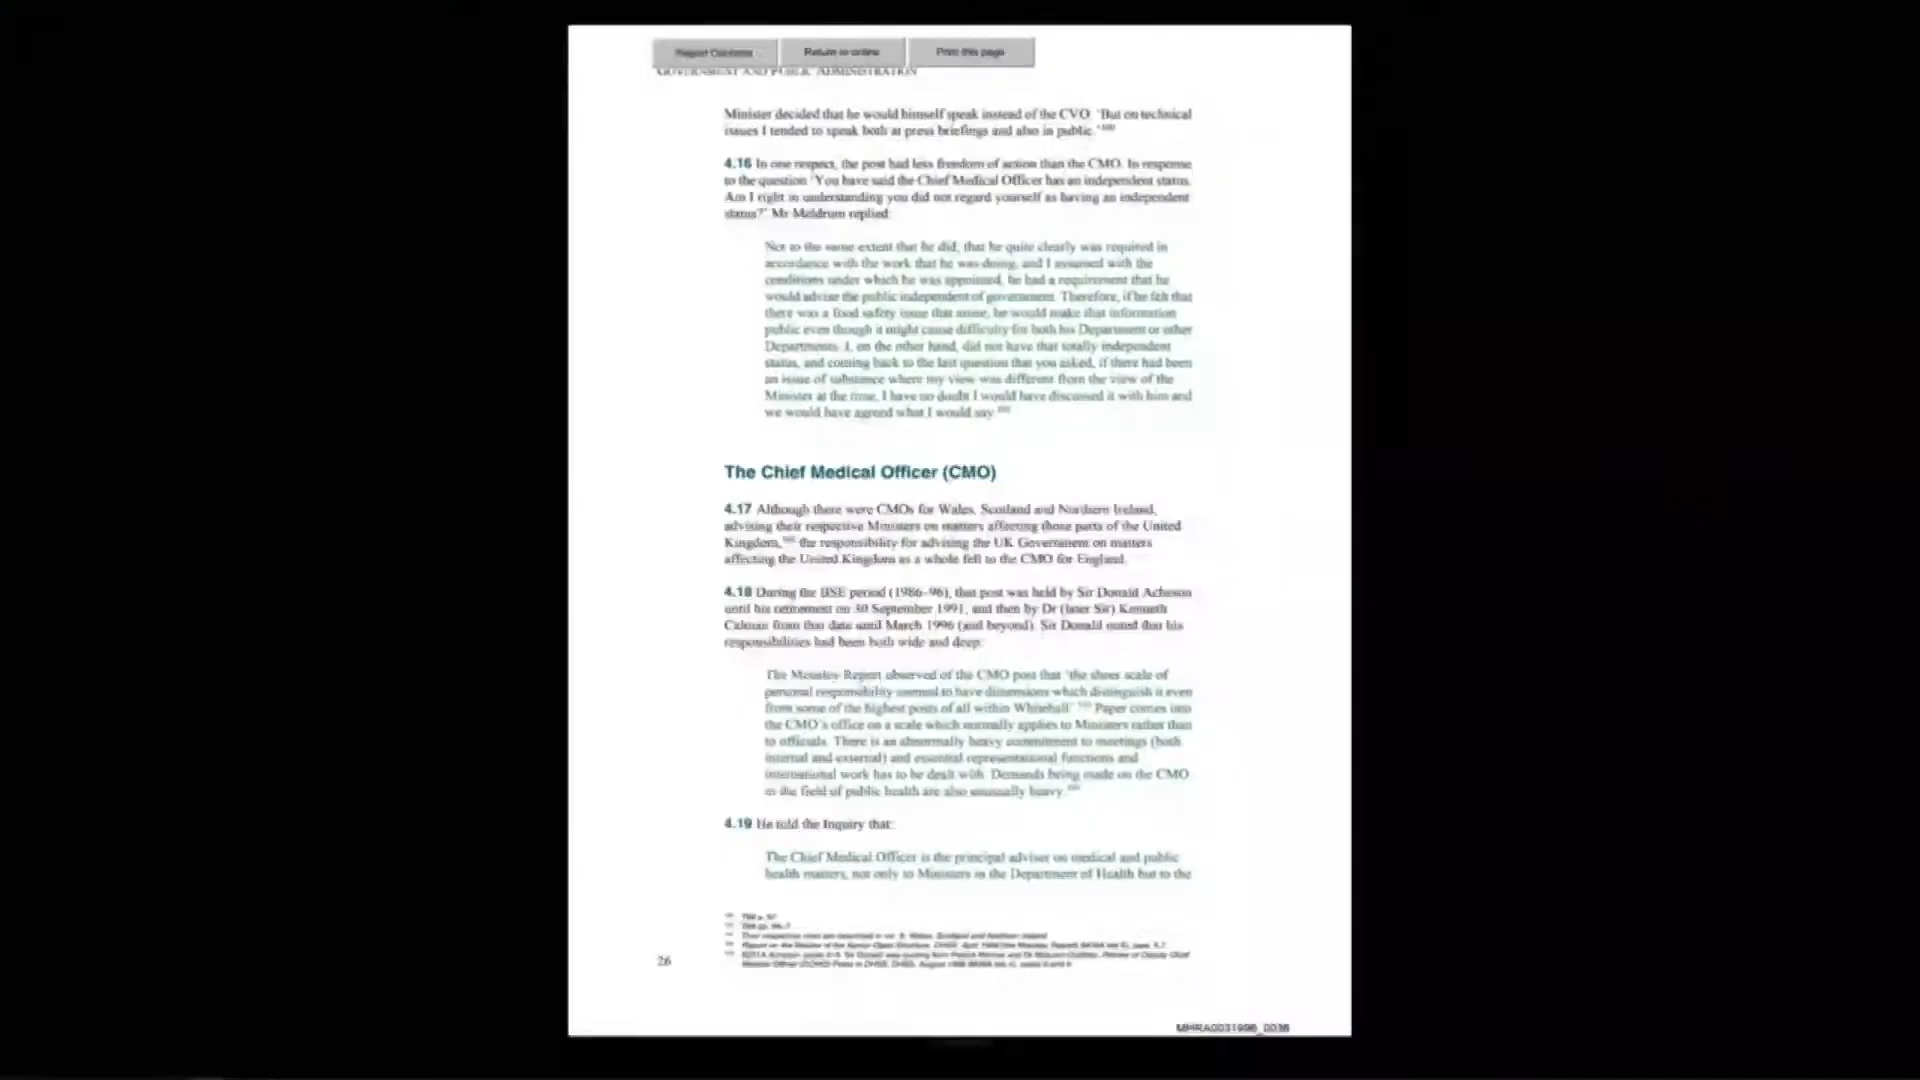 Report Contents
Return to online
Print this page
GOVERNMENT AND PUBLIC ADMINISTRATION
Minister decided that he would himself speak instead of the CVO. 'But on technical
issues I tended to speak both at press briefings and also in public.'
4.16 In one respect, the post had less freedom of action than the CMO. In response
to the question 'You have said the Chief Medical Officer has an independent status.
Am I right in understanding you did not regard yourself as having an independent
status?' Mr Meldrum replied:
Not to the same extent that he did, that he quite clearly was required in
accordance with the work that he was doing, and I assumed with the
conditions under which he was appointed, he had a requirement that he
would advise the public independent of government. Therefore, if he felt that
there was a food safety issue that arose, he would make that information
public even though it might cause difficulty for both his Department or other
Departments. I, on the other hand, did not have that totally independent
status, and coming back to the last question that you asked, if there had been
an issue of substance where my view was different from the view of the
Minister at the time, I have no doubt I would have discussed it with him and
we would have agreed what I would say.
The Chief Medical Officer (CMO)
4.17 Although there were CMOs for Wales, Scotland and Northern Ireland,
advising their respective Ministers on matters affecting those parts of the United
Kingdom, the responsibility for advising the UK Government on matters
affecting the United Kingdom as a whole fell to the CMO for England.
4.18 During the BSE period (1986–96), that post was held by Sir Donald Acheson
until his retirement on 30 September 1991, and then by Dr (later Sir) Kenneth
Calman from that date until March 1996 (and beyond). Sir Donald noted that his
responsibilities had been both wide and deep:
The Moseley Report observed of the CMO post that 'the sheer scale of
personal responsibility seemed to have dimensions which distinguish it even
from some of the highest posts of all within Whitehall'. Paper comes into
the CMO's office on a scale which normally applies to Ministers rather than
to officials. There is an abnormally heavy commitment to meetings (both
internal and external) and essential representational functions and
international work has to be dealt with. Demands being made on the CMO
in the field of public health are also unusually heavy.
4.19 He told the Inquiry that:
The Chief Medical Officer is the principal adviser on medical and public
health matters, not only to Ministers in the Department of Health but to the
26
MHRA0031996_0036